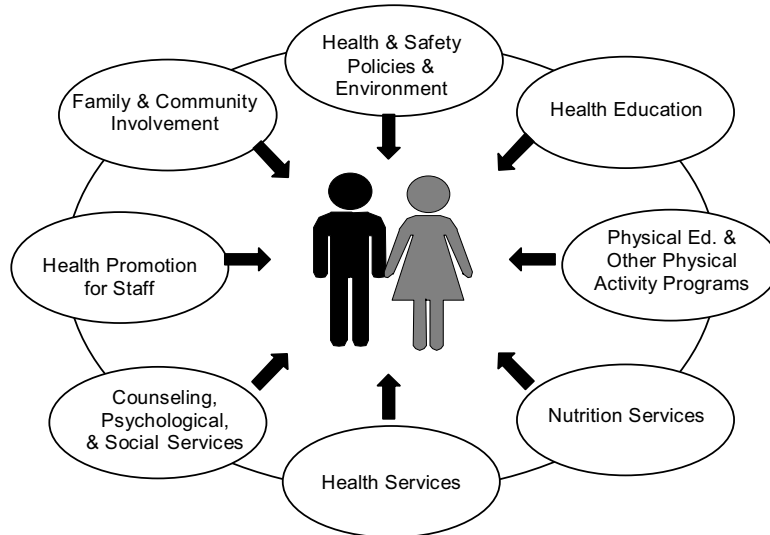 Health & Safety
Policies &
Environment
Family & Community
Involvement
Health Education
Health Promotion
for Staff
Physical Ed. &
Other Physical
Activity Programs
Counseling,
Psychological,
& Social Services
Nutrition Services
Health Services